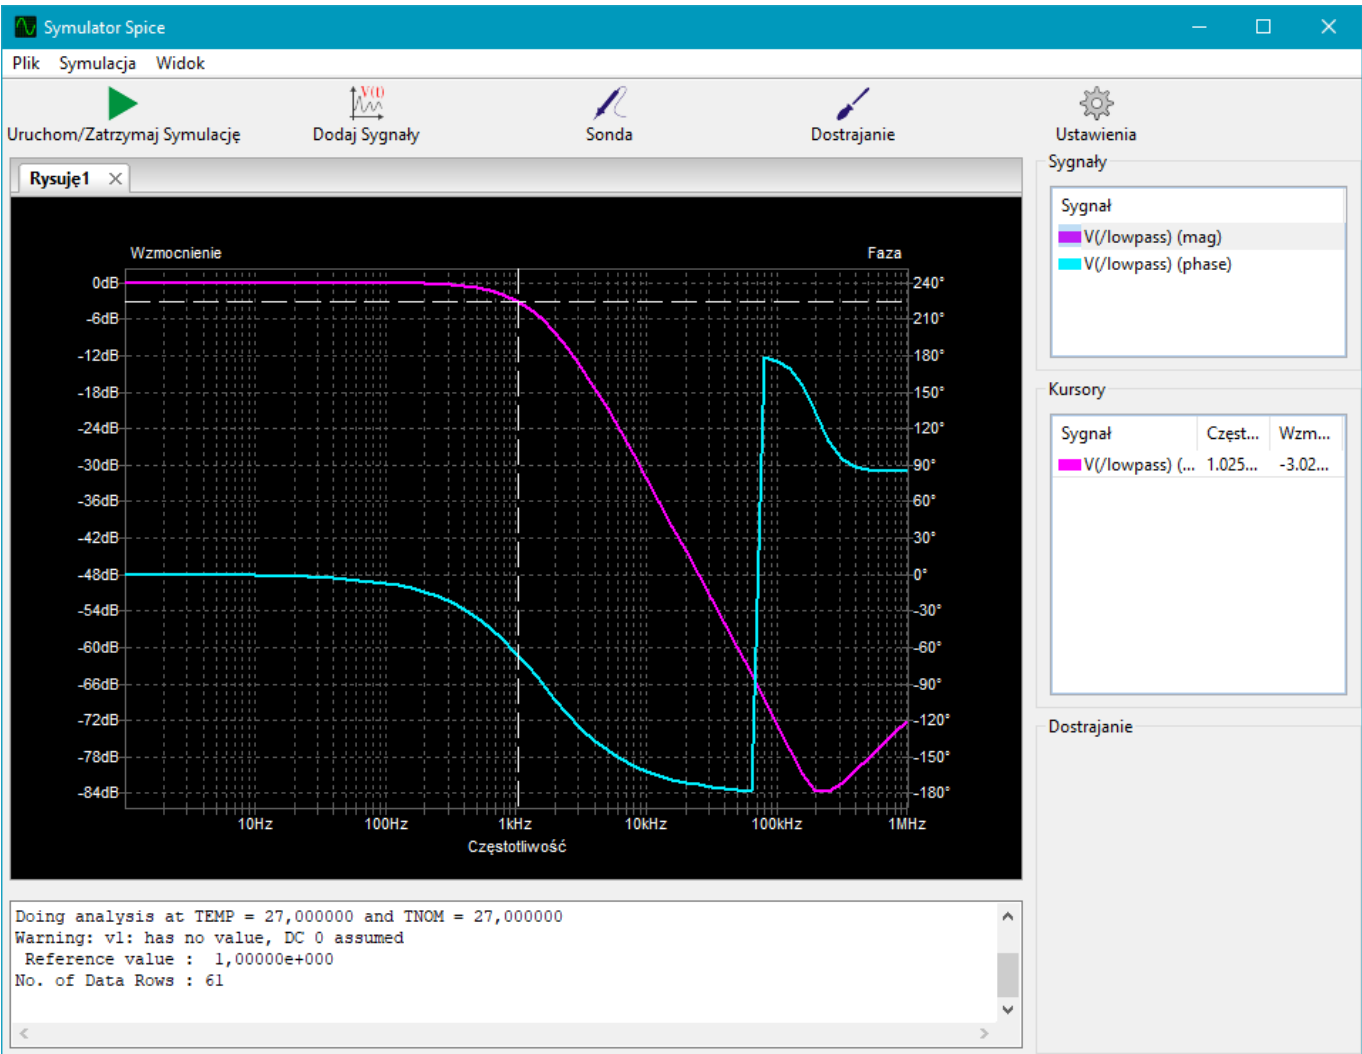 Symulator Spice
Plik Symulacja Widok
Uruchom/Zatrzymaj Symulację Dodaj Sygnały Sonda Dostrajanie Ustawienia
Rysuję1
Wzmocnienie Faza
0dB 240°
-6dB 210°
-12dB 180°
-18dB 150°
-24dB 120°
-30dB 90°
-36dB 60°
-42dB 30°
-48dB 0°
-54dB -30°
-60dB -60°
-66dB -90°
-72dB -120°
-78dB -150°
-84dB -180°
10Hz 100Hz 1kHz 10kHz 100kHz 1MHz
Częstotliwość
Sygnały
Sygnał
V(/lowpass) (mag)
V(/lowpass) (phase)
Kursory
Sygnał Częst... Wzm...
V(/lowpass) (... 1.025... -3.02...
Dostrajanie
Doing analysis at TEMP = 27,000000 and TNOM = 27,000000
Warning: v1: has no value, DC 0 assumed
Reference value : 1,00000e+000
No. of Data Rows : 61